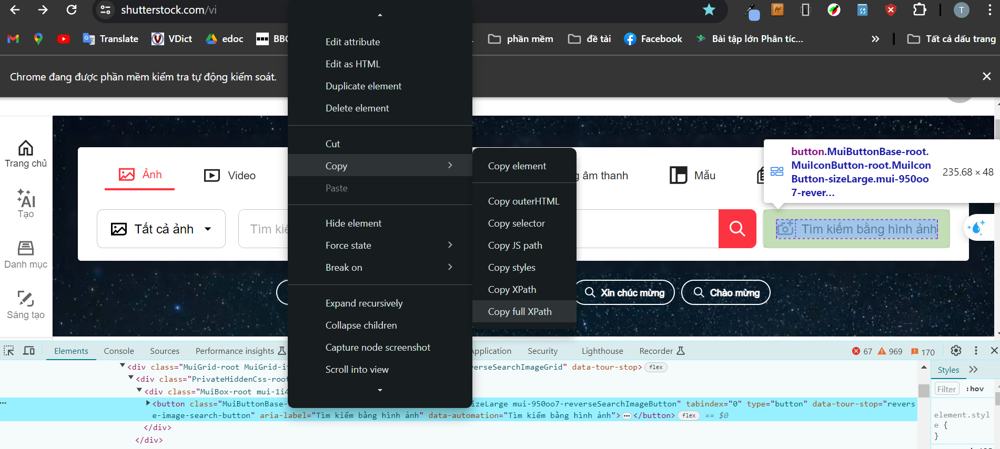 shutterstock.com/vi
T
Translate
VDict
edoc
phần mềm
đề tài
Facebook
Bài tập lớn Phân tíc...
Tất cả dấu trang
Chrome đang được phần mềm kiểm tra tự động kiểm soát.
Edit attribute
Edit as HTML
Duplicate element
Delete element
Cut
Copy
Paste
Hide element
Force state
Break on
Expand recursively
Collapse children
Capture node screenshot
Scroll into view
Copy element
Copy outerHTML
Copy selector
Copy JS path
Copy styles
Copy XPath
Copy full XPath
Trang chủ
AI
Tạo
Danh mục
Sáng tạo
Ảnh
Video
âm thanh
Mẫu
button.MuiButtonBase-root.
MuiIconButton-root.MuiIcon
Button-sizeLarge.mui-950oo
7-rever...
235.68 × 48
Tất cả ảnh
Tìm kiế
Tìm kiếm bằng hình ảnh
Xin chúc mừng
Chào mừng
Elements
Console
Sources
Performance insights
Application
Security
Lighthouse
Recorder
67
969
170
<div class="MuiGrid-root MuiGrid-it
verseSearchImageGrid" data-tour-stop>
flex
<div class="PrivateHiddenCss-root
<div class="MuiBox-root mui-1i4
<button class="MuiButtonBase-
izeLarge mui-950oo7-reverseSearchImageButton" tabindex="0" type="button" data-tour-stop="revers
e-image-search-button" aria-label="Tìm kiếm bằng hình ảnh" data-automation="Tìm kiếm bằng hình ảnh">
</button>
flex
== $0
</div>
</div>
Styles
Filter
:hov
element.styl
e {
}